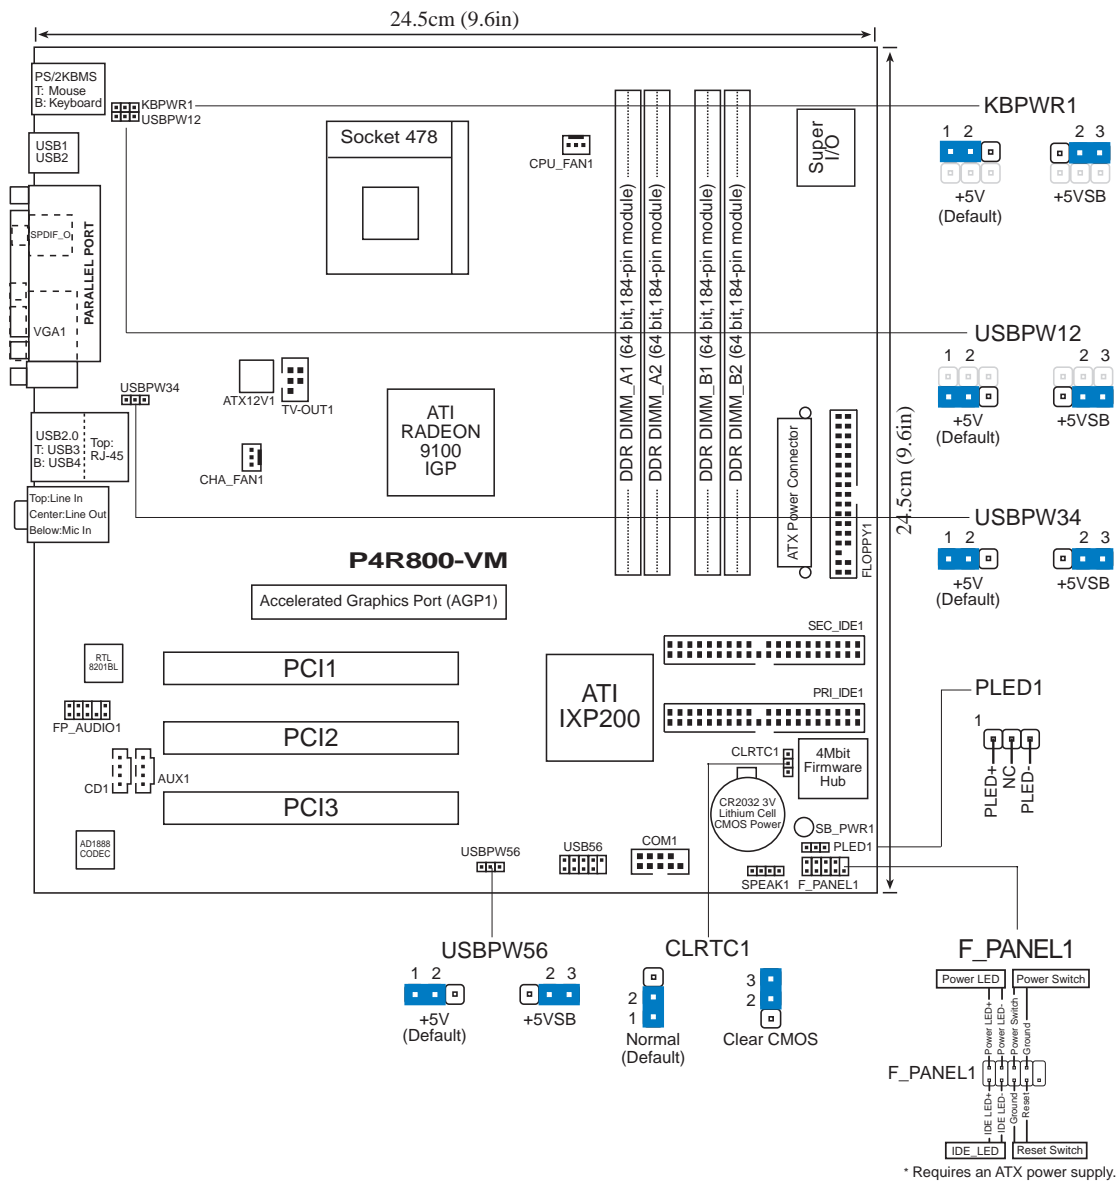 24.5cm (9.6in)
PS/2KBMS
T: Mouse
B: Keyboard
KBPWR1
USBPW12
USB1
USB2
SPDIF_O
PARALLEL PORT
VGA1
Socket 478
CPU_FAN1
Super
I/O
DDR DIMM_A1 (64 bit,184-pin module)
DDR DIMM_A2 (64 bit,184-pin module)
DDR DIMM_B1 (64 bit,184-pin module)
DDR DIMM_B2 (64 bit,184-pin module)
24.5cm (9.6in)
USBPW34
ATX12V1
TV-OUT1
CHA_FAN1
ATI
RADEON
9100
IGP
ATX Power Connector
FLOPPY1
USB2.0
T: USB3
B: USB4
Top:
RJ-45
Top:Line In
Center:Line Out
Below:Mic In
P4R800-VM
Accelerated Graphics Port (AGP1)
RTL
8201BL
PCI1
PCI2
PCI3
FP_AUDIO1
CD1
AUX1
AD1888
CODEC
ATI
IXP200
SEC_IDE1
PRI_IDE1
CLRTC1
4Mbit
Firmware
Hub
CR2032 3V
Lithium Cell
CMOS Power
SB_PWR1
PLED1
USBPW56
USB56
COM1
SPEAK1
F_PANEL1
KBPWR1
1 2
2 3
+5V
(Default)
+5VSB
USBPW12
1 2
2 3
+5V
(Default)
+5VSB
USBPW34
1 2
2 3
+5V
(Default)
+5VSB
PLED1
1
PLED+
NC
PLED-
USBPW56
1 2
2 3
+5V
(Default)
+5VSB
CLRTC1
2
1
3
2
Normal
(Default)
Clear CMOS
F_PANEL1
Power LED
Power Switch
Power LED+
Power LED-
Power Switch
Ground
F_PANEL1
IDE LED+
IDE LED-
Ground
Reset
IDE_LED
Reset Switch
* Requires an ATX power supply.